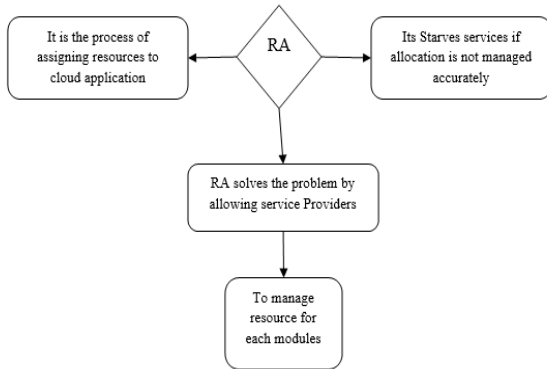 It is the process of
assigning resources to
cloud application
RA
Its Starves services if
allocation is not managed
accurately
RA solves the problem by
allowing service Providers
To manage
resource for
each modules